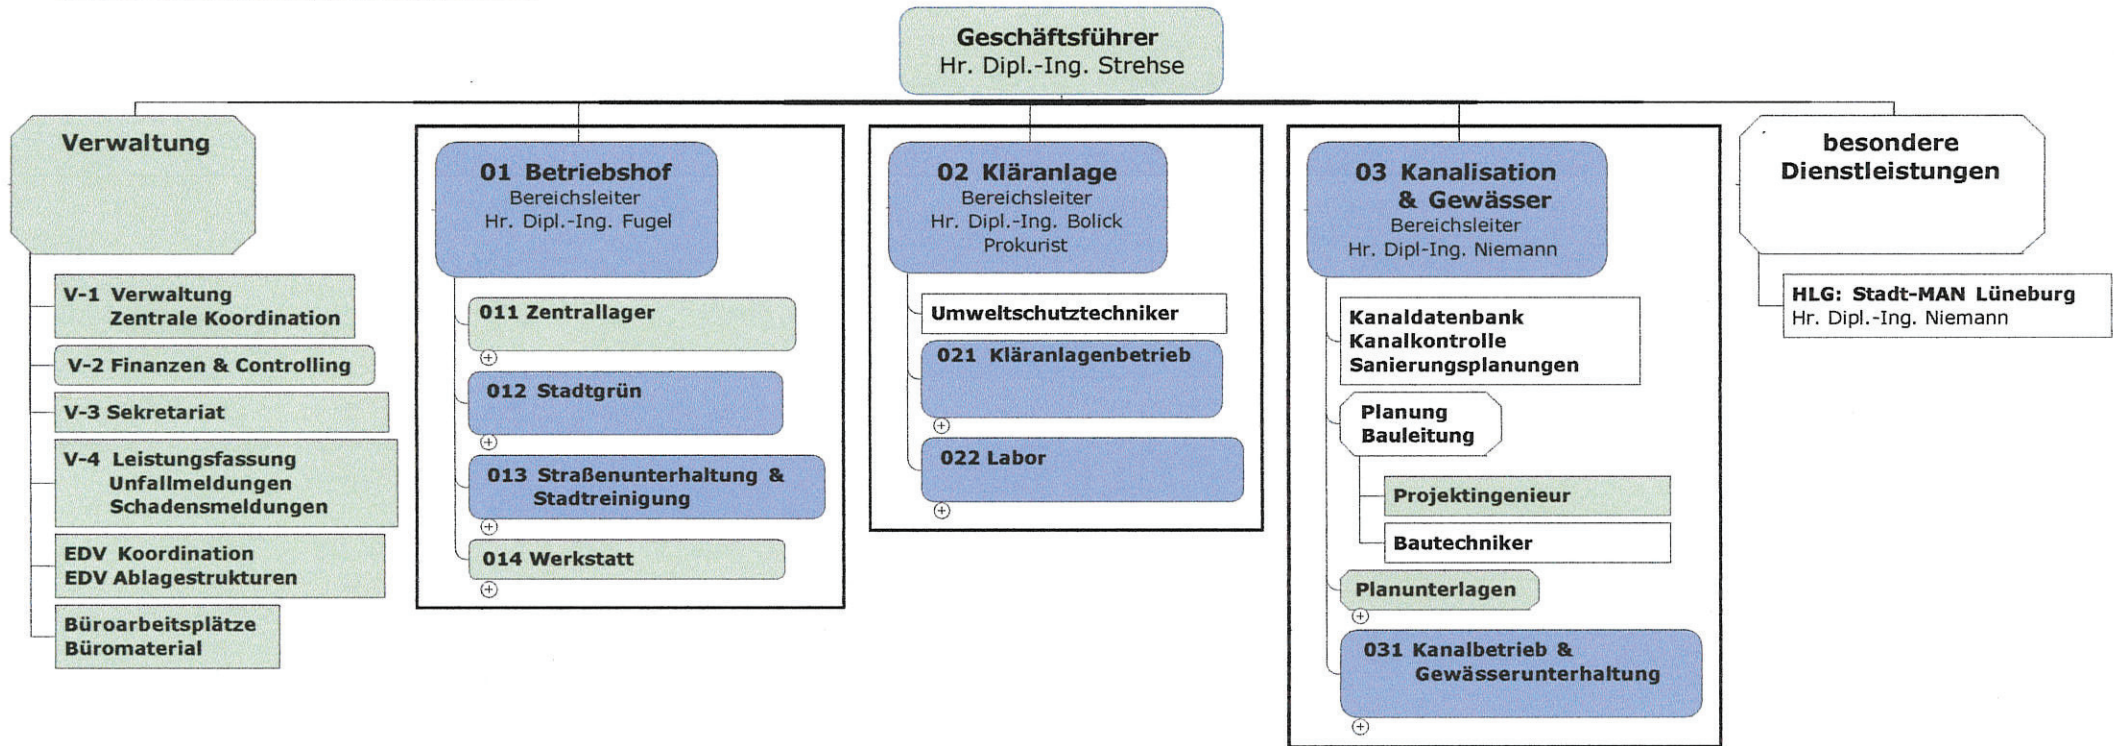 Geschäftsführer
Hr. Dipl.-Ing. Strehse
Verwaltung
V-1 Verwaltung
Zentrale Koordination
V-2 Finanzen & Controlling
V-3 Sekretariat
V-4 Leistungsfassung
Unfallmeldungen
Schadensmeldungen
EDV Koordination
EDV Ablagestrukturen
Büroarbeitsplätze
Büromaterial
01 Betriebshof
Bereichsleiter
Hr. Dipl.-Ing. Fugel
011 Zentrallager
012 Stadtgrün
013 Straßenunterhaltung &
Stadtreinigung
014 Werkstatt
02 Kläranlage
Bereichsleiter
Hr. Dipl.-Ing. Bolick
Prokurist
Umweltschutztechniker
021 Kläranlagenbetrieb
022 Labor
03 Kanalisation
& Gewässer
Bereichsleiter
Hr. Dipl-Ing. Niemann
Kanaldatenbank
Kanalkontrolle
Sanierungsplanungen
Planung
Bauleitung
Projektingenieur
Bautechniker
Planunterlagen
031 Kanalbetrieb &
Gewässerunterhaltung
besondere
Dienstleistungen
HLG: Stadt-MAN Lüneburg
Hr. Dipl.-Ing. Niemann